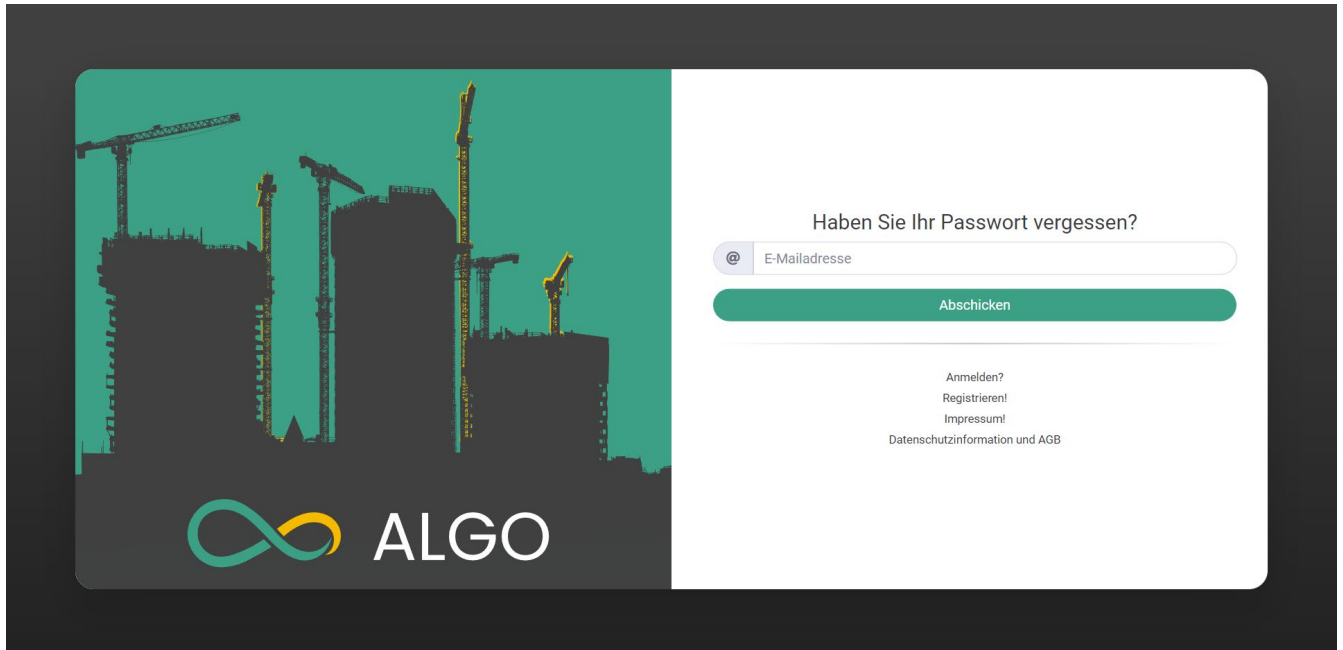 Haben Sie Ihr Passwort vergessen?
@ E-Mailadresse
Abschicken
Anmelden?
Registrieren!
Impressum!
Datenschutzinformation und AGB
ALGO